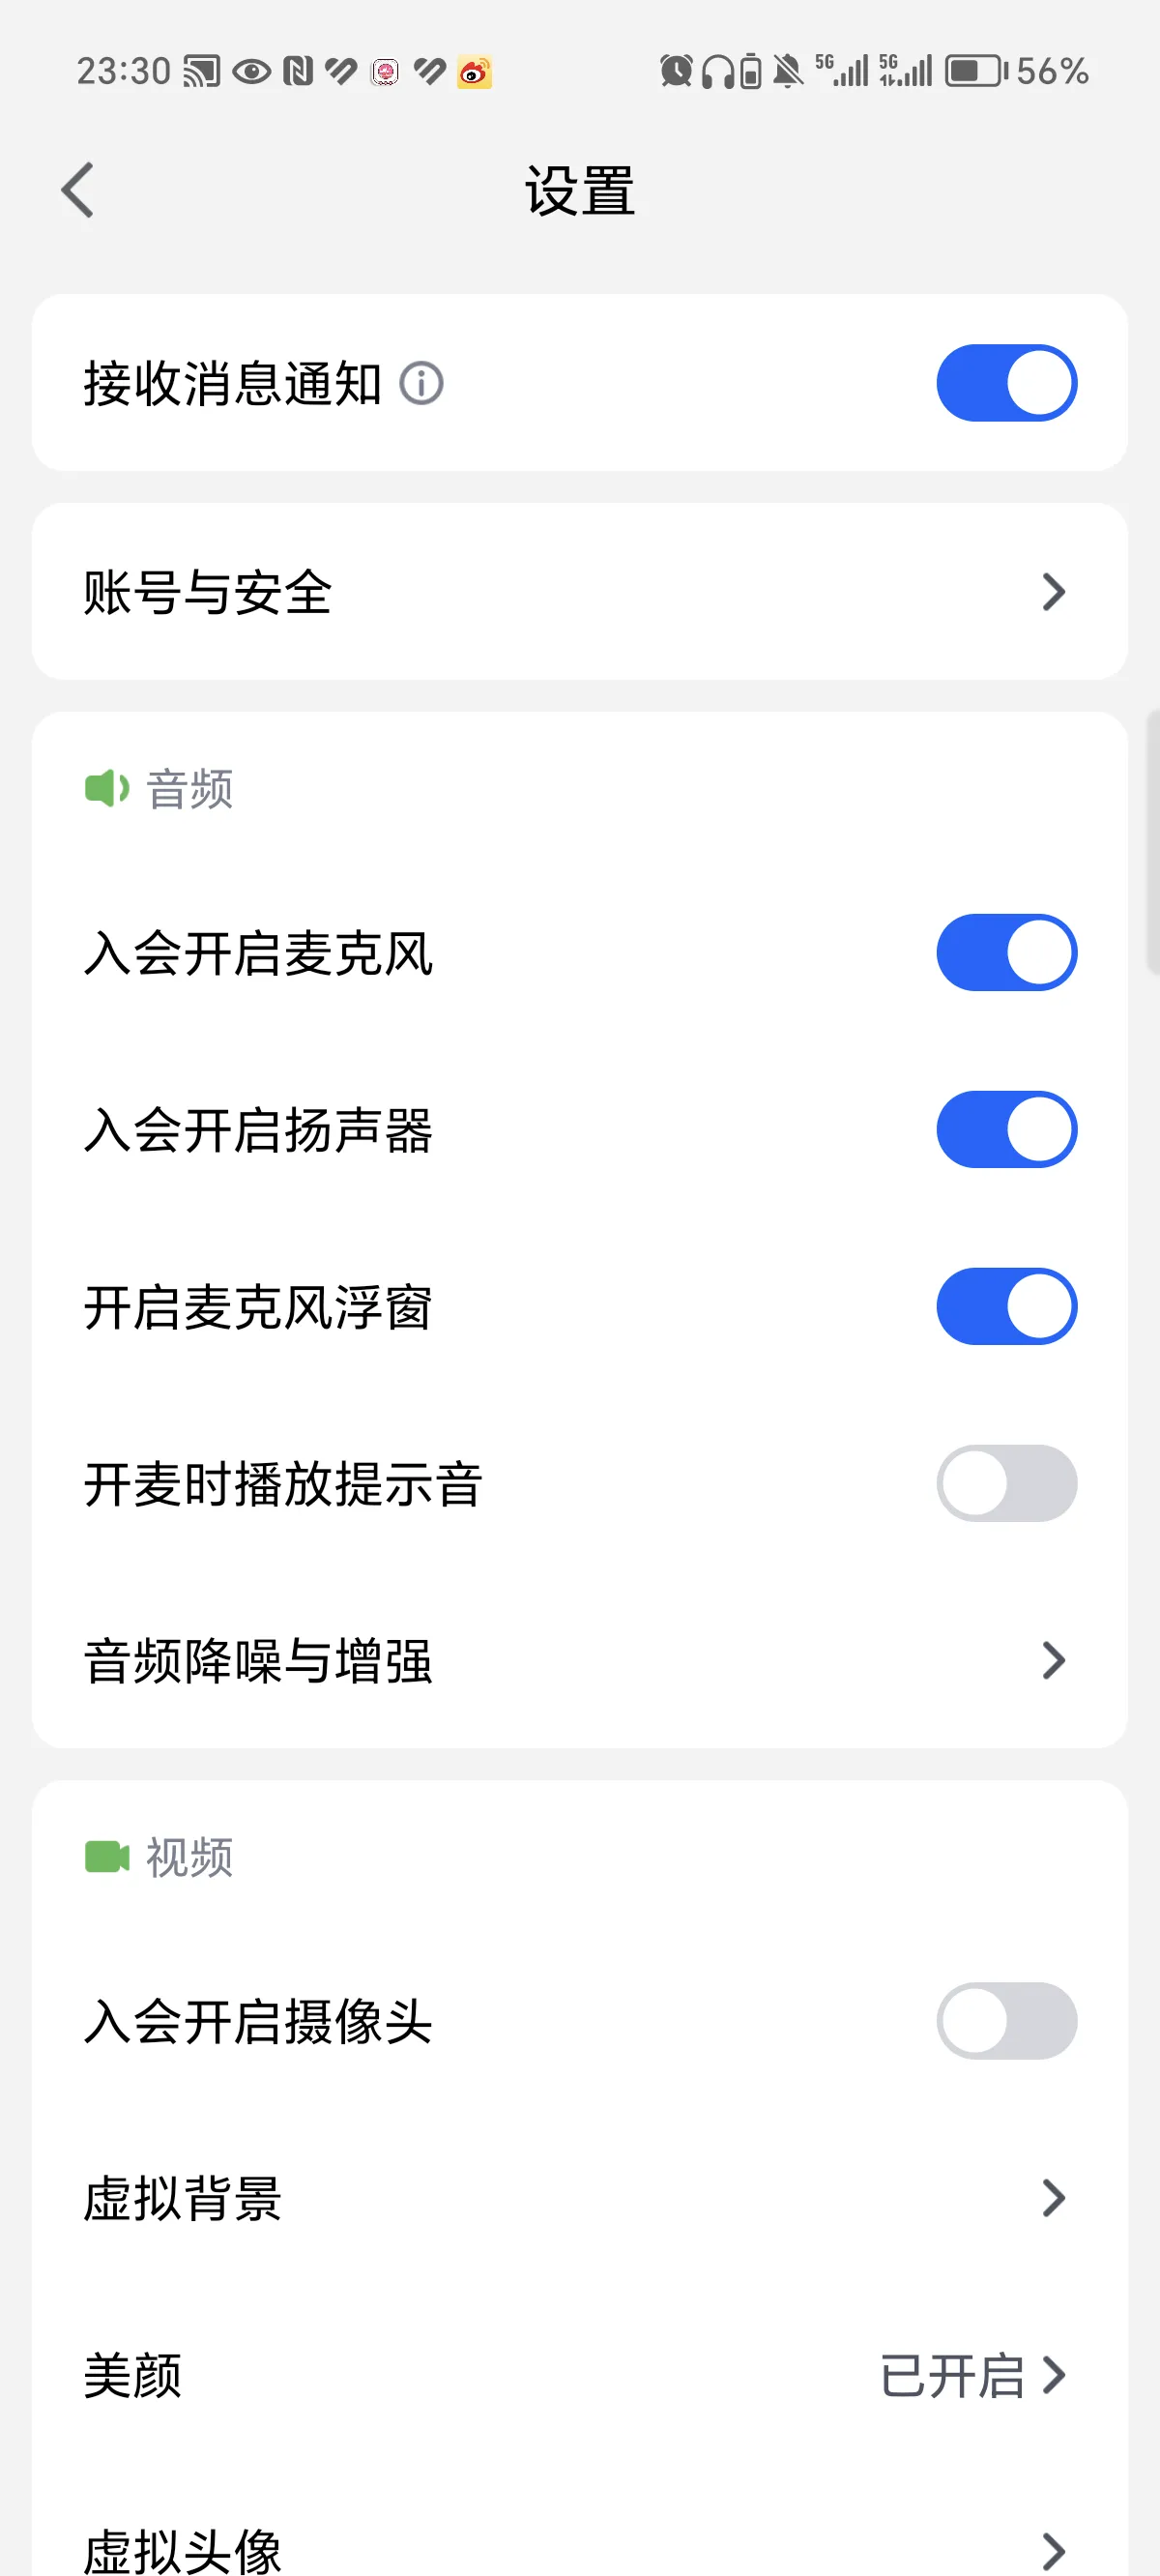 23:30
5G
5G
56%
设置
接收消息通知
账号与安全
音频
入会开启麦克风
入会开启扬声器
开启麦克风浮窗
开麦时播放提示音
音频降噪与增强
视频
入会开启摄像头
虚拟背景
美颜 已开启
虚拟头像